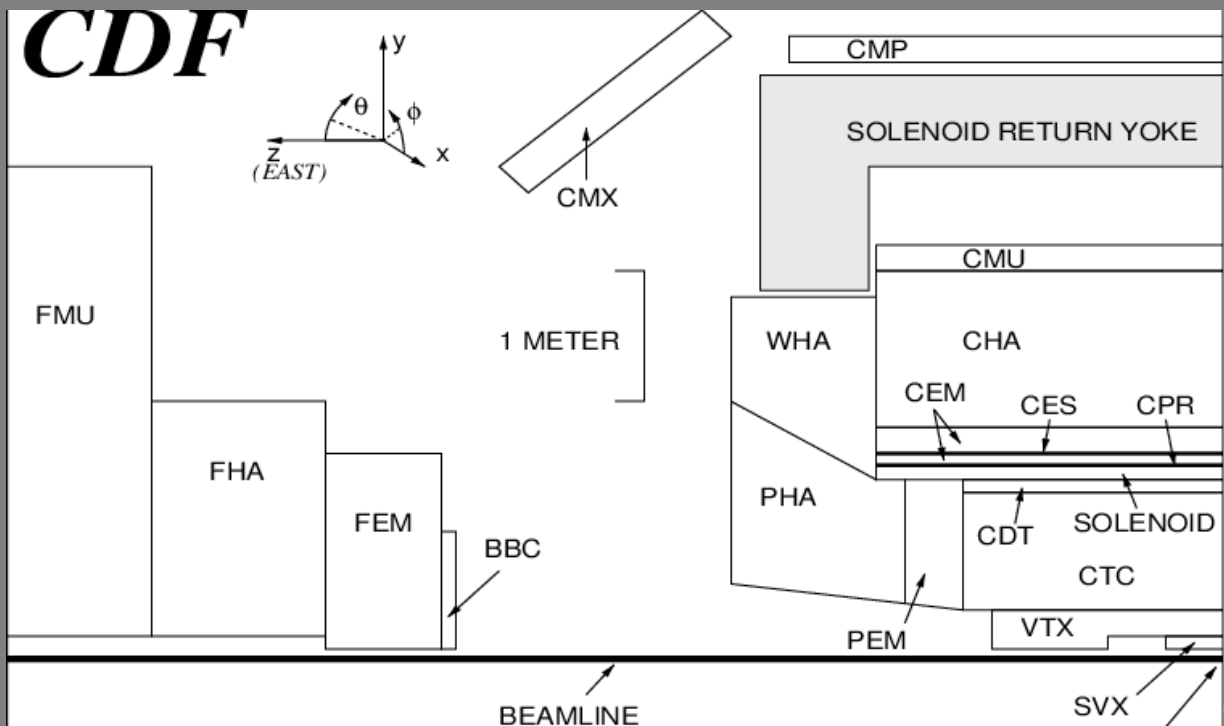 CDF
y
θ
φ
z
x
(EAST)
CMX
CMP
SOLENOID RETURN YOKE
CMU
FMU
1 METER
WHA
CHA
CEM
CES
CPR
FHA
PHA
FEM
BBC
CDT
SOLENOID
CTC
VTX
PEM
SVX
BEAMLINE